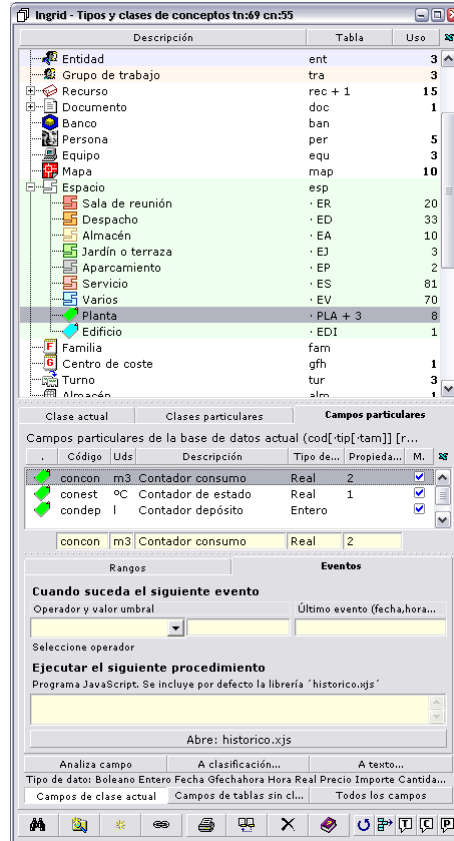 Ingrid - Tipos y clases de conceptos tn:69 cn:55
Descripción Tabla Uso
Entidad ent 3
Grupo de trabajo tra 3
Recurso rec + 1 15
Documento doc 1
Banco ban
Persona per 5
Equipo equ 3
Mapa map 10
Espacio esp
Sala de reunión · ER 20
Despacho · ED 33
Almacén · EA 10
Jardín o terraza · EJ 3
Aparcamiento · EP 2
Servicio · ES 81
Varios · EV 70
Planta · PLA + 3 8
Edificio · EDI 1
F Familia fam
6 Centro de coste gfh 1
Turno tur 3
Almacén alm 1
Clase actual Clases particulares Campos particulares
Campos particulares de la base de datos actual (cod[·tip[·tam]] [r...
. Código Uds Descripción Tipo de... Propieda... M.
concon m3 Contador consumo Real 2
conest ºC Contador de estado Real 1
condep l Contador depósito Entero
concon m3 Contador consumo Real 2
Rangos Eventos
Cuando suceda el siguiente evento
Operador y valor umbral Último evento (fecha,hora...
Seleccione operador
Ejecutar el siguiente procedimiento
Programa JavaScript. Se incluye por defecto la librería ´historico.xjs´
Abre: historico.xjs
Analiza campo A clasificación... A texto...
Tipo de dato: Boleano Entero Fecha Gfechahora Hora Real Precio Importe Cantida...
Campos de clase actual Campos de tablas sin cl... Todos los campos
T C P